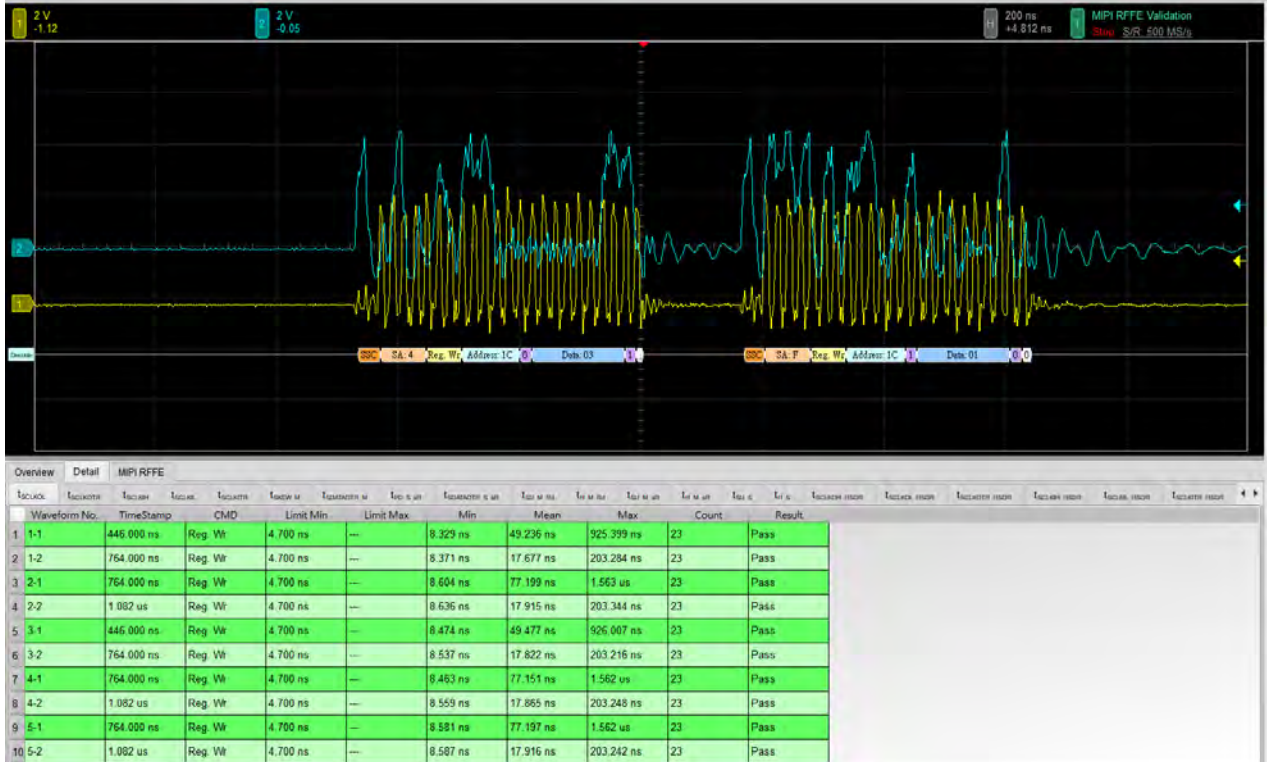 1 2 V -1.12 2 2 V -0.05 H 200 ns +4.812 ns T MIPI RFFE Validation
Stop S/R: 500 MS/s
2
1
SSC SA: 4 Reg. Wr Address: 1C 0 Data: 03 1 SSC SA: F Reg. Wr Address: 1C 1 Data: 01 0 0
Overview Detail MIPI RFFE
Waveform No. TimeStamp CMD Limit Min Limit Max Min Mean Max Count Result
1 1-1 446.000 ns Reg. Wr 4.700 ns --- 8.329 ns 49.236 ns 925.399 ns 23 Pass
2 1-2 764.000 ns Reg. Wr 4.700 ns --- 8.371 ns 17.677 ns 203.284 ns 23 Pass
3 2-1 764.000 ns Reg. Wr 4.700 ns --- 8.604 ns 77.199 ns 1.563 us 23 Pass
4 2-2 1.082 us Reg. Wr 4.700 ns --- 8.636 ns 17.915 ns 203.344 ns 23 Pass
5 3-1 446.000 ns Reg. Wr 4.700 ns --- 8.474 ns 49.477 ns 926.007 ns 23 Pass
6 3-2 764.000 ns Reg. Wr 4.700 ns --- 8.537 ns 17.822 ns 203.216 ns 23 Pass
7 4-1 764.000 ns Reg. Wr 4.700 ns --- 8.463 ns 77.151 ns 1.562 us 23 Pass
8 4-2 1.082 us Reg. Wr 4.700 ns --- 8.559 ns 17.865 ns 203.248 ns 23 Pass
9 5-1 764.000 ns Reg. Wr 4.700 ns --- 8.581 ns 77.197 ns 1.562 us 23 Pass
10 5-2 1.082 us Reg. Wr 4.700 ns --- 8.587 ns 17.916 ns 203.242 ns 23 Pass